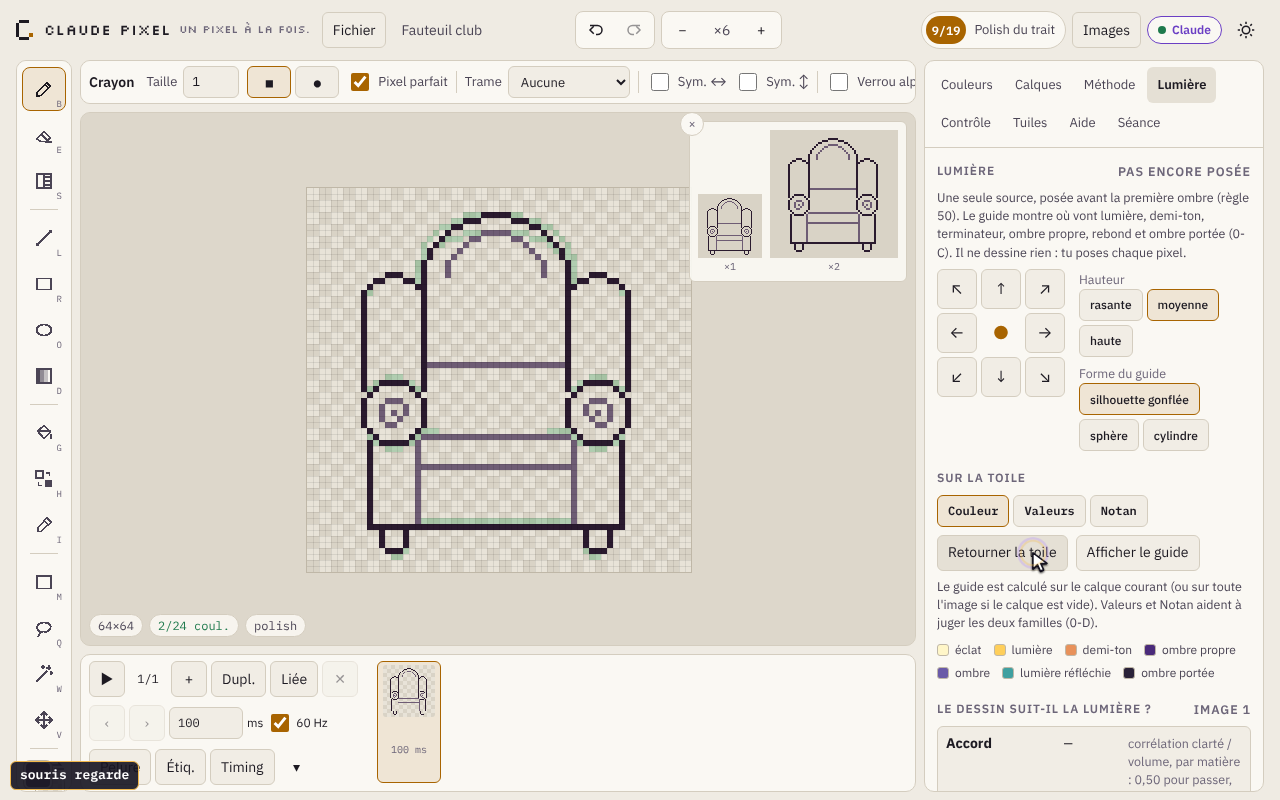 CLAUDE PIXEL UN PIXEL À LA FOIS. Fichier Fauteuil club − ×6 + 9/19 Polish du trait Images Claude
Crayon Taille 1 Pixel parfait Trame Aucune Sym. ↔ Sym. ↕ Verrou alp
B
E
S
L
R
O
D
G
H
I
M
Q
W
V
×
×1 ×2
64×64 2/24 coul. polish
1/1 + Dupl. Liée ×
‹ › 100 ms 60 Hz
Étiq. Timing ▼
100 ms
souris regarde
Couleurs Calques Méthode Lumière
Contrôle Tuiles Aide Séance
LUMIÈRE PAS ENCORE POSÉE
Une seule source, posée avant la première ombre (règle
50). Le guide montre où vont lumière, demi-ton,
terminateur, ombre propre, rebond et ombre portée (0-
C). Il ne dessine rien : tu poses chaque pixel.
↖ ↑ ↗
← →
↙ ↓ ↘
Hauteur
rasante moyenne
haute
Forme du guide
silhouette gonflée
sphère cylindre
SUR LA TOILE
Couleur Valeurs Notan
Retourner la toile Afficher le guide
Le guide est calculé sur le calque courant (ou sur toute
l'image si le calque est vide). Valeurs et Notan aident à
juger les deux familles (0-D).
éclat lumière demi-ton ombre propre
ombre lumière réfléchie ombre portée
LE DESSIN SUIT-IL LA LUMIÈRE ? IMAGE 1
Accord — corrélation clarté /
volume, par matière
: 0,50 pour passer,